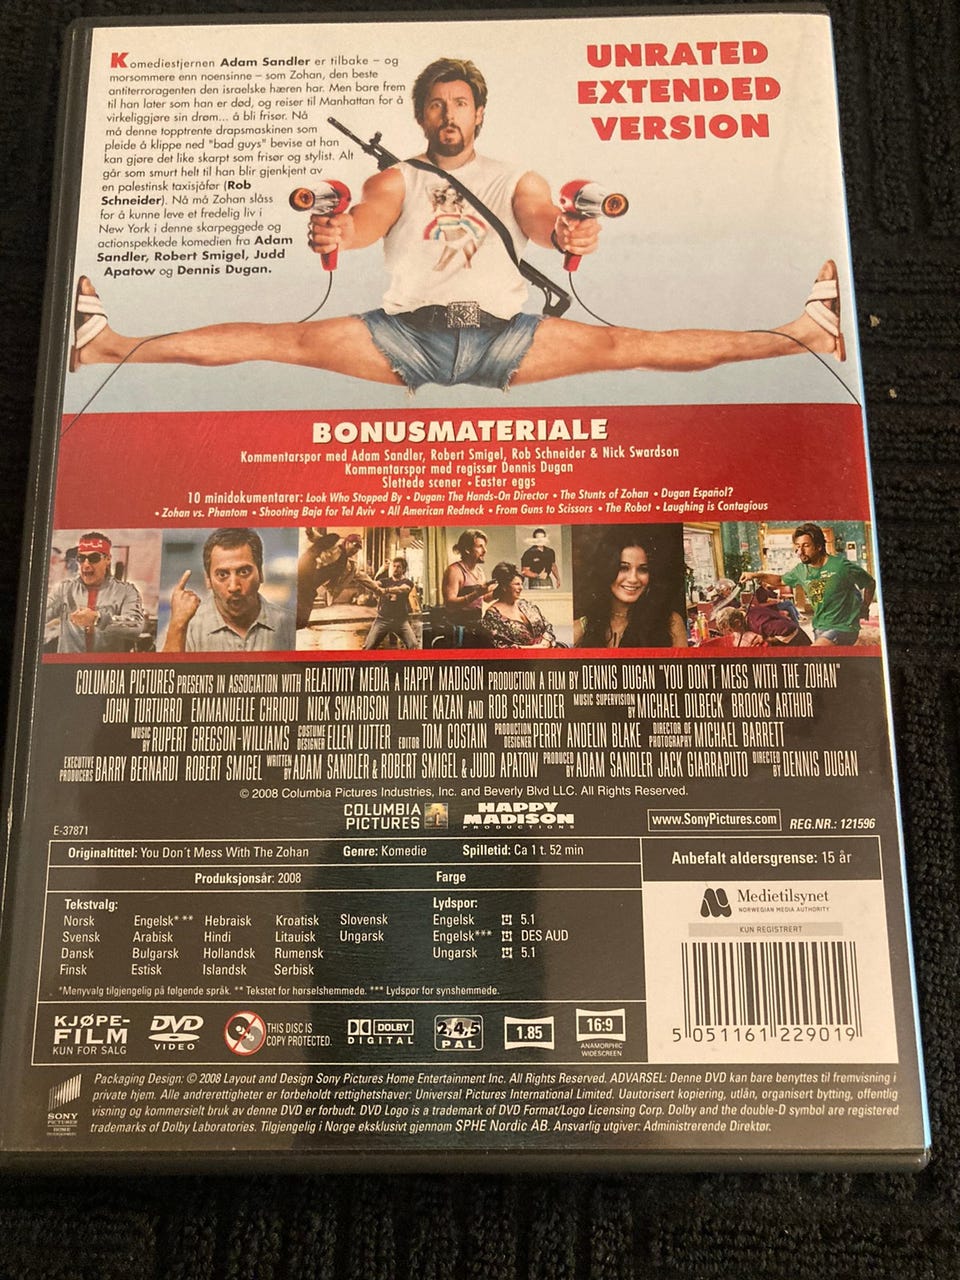 Komediestjernen Adam Sandler er tilbake – og
morsommere enn noensinne – som Zohan, den beste
antiterroragenten den israelske hæren har. Men bare frem
til han later som han er død, og reiser til Manhattan for å
virkeliggjøre sin drøm... å bli frisør. Nå
må denne topptrente drapsmaskinen som
pleide å klippe ned "bad guys" bevise at han
kan gjøre det like skarpt som frisør og stylist. Alt
går som smurt helt til han blir gjenkjent av
en palestinsk taxisjåfør (Rob
Schneider). Nå må Zohan slåss
for å kunne leve et fredelig liv i
New York i denne skarpeggede og
actionspekkede komedien fra Adam
Sandler, Robert Smigel, Judd
Apatow og Dennis Dugan.
UNRATED
EXTENDED
VERSION
BONUSMATERIALE
Kommentarspor med Adam Sandler, Robert Smigel, Rob Schneider & Nick Swardson
Kommentarspor med regissør Dennis Dugan
Slettede scener • Easter eggs
10 minidokumentarer: Look Who Stopped By • Dugan: The Hands-On Director • The Stunts of Zohan • Dugan Español?
• Zohan vs. Phantom • Shooting Baja for Tel Aviv • All American Redneck • From Guns to Scissors • The Robot • Laughing is Contagious
COLUMBIA PICTURES PRESENTS IN ASSOCIATION WITH RELATIVITY MEDIA A HAPPY MADISON PRODUCTION A FILM BY DENNIS DUGAN "YOU DON'T MESS WITH THE ZOHAN"
JOHN TURTURRO EMMANUELLE CHRIQUI NICK SWARDSON LAINIE KAZAN AND ROB SCHNEIDER MUSIC SUPERVISION BY MICHAEL DILBECK BROOKS ARTHUR
MUSIC BY RUPERT GREGSON-WILLIAMS COSTUME DESIGNER ELLEN LUTTER EDITOR TOM COSTAIN PRODUCTION DESIGNER PERRY ANDELIN BLAKE DIRECTOR OF PHOTOGRAPHY MICHAEL BARRETT
EXECUTIVE PRODUCERS BARRY BERNARDI ROBERT SMIGEL WRITTEN BY ADAM SANDLER & ROBERT SMIGEL & JUDD APATOW PRODUCED BY ADAM SANDLER JACK GIARRAPUTO DIRECTED BY DENNIS DUGAN
© 2008 Columbia Pictures Industries, Inc. and Beverly Blvd LLC. All Rights Reserved.
COLUMBIA PICTURES
HAPPY MADISON PRODUCTIONS
www.SonyPictures.com
REG.NR.: 121596
E-37871
Originaltittel: You Don´t Mess With The Zohan Genre: Komedie Spilletid: Ca 1 t. 52 min
Produksjonsår: 2008 Farge
Anbefalt aldersgrense: 15 år
Medietilsynet
NORWEGIAN MEDIA AUTHORITY
KUN REGISTRERT
Tekstvalg: Lydspor:
Norsk Engelsk* ** Hebraisk Kroatisk Slovensk Engelsk 5.1
Svensk Arabisk Hindi Litauisk Ungarsk Engelsk*** DES AUD
Dansk Bulgarsk Hollandsk Rumensk Ungarsk 5.1
Finsk Estisk Islandsk Serbisk
*Menyvalg tilgjengelig på følgende språk. ** Tekstet for hørselshemmede. *** Lydspor for synshemmede.
5 051161 229019
KJØPE-
FILM
KUN FOR SALG
DVD
VIDEO
THIS DISC IS
COPY PROTECTED.
DOLBY
DIGITAL
2,4,5
PAL
1.85
16:9
ANAMORPHIC
WIDESCREEN
SONY
PICTURES
HOME
ENTERTAINMENT
Packaging Design: © 2008 Layout and Design Sony Pictures Home Entertainment Inc. All Rights Reserved. ADVARSEL: Denne DVD kan bare benyttes til fremvisning i
private hjem. Alle andrerettigheter er forbeholdt rettighetshaver: Universal Pictures International Limited. Uautorisert kopiering, utlån, organisert bytting, offentlig
visning og kommersielt bruk av denne DVD er forbudt. DVD Logo is a trademark of DVD Format/Logo Licensing Corp. Dolby and the double-D symbol are registered
trademarks of Dolby Laboratories. Tilgjengelig i Norge eksklusivt gjennom SPHE Nordic AB. Ansvarlig utgiver: Administrerende Direktør.